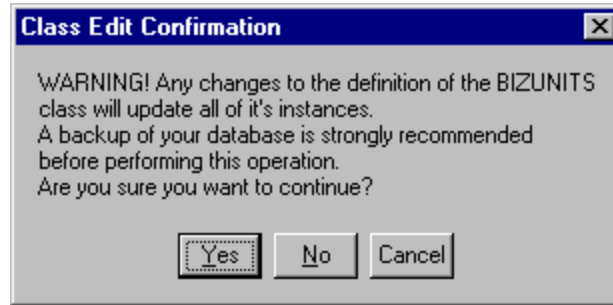 Class Edit Confirmation
WARNING! Any changes to the definition of the BIZUNITS
class will update all of it's instances.
A backup of your database is strongly recommended
before performing this operation.
Are you sure you want to continue?
Yes No Cancel